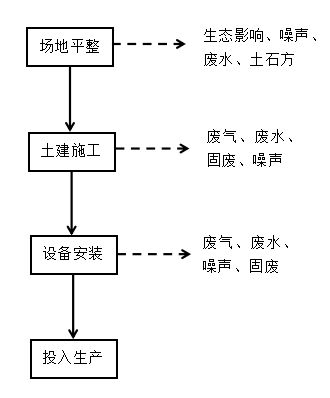 场地平整
生态影响、噪声、
废水、土石方
土建施工
废气、废水、
固废、噪声
设备安装
废气、废水、
噪声、固废
投入生产